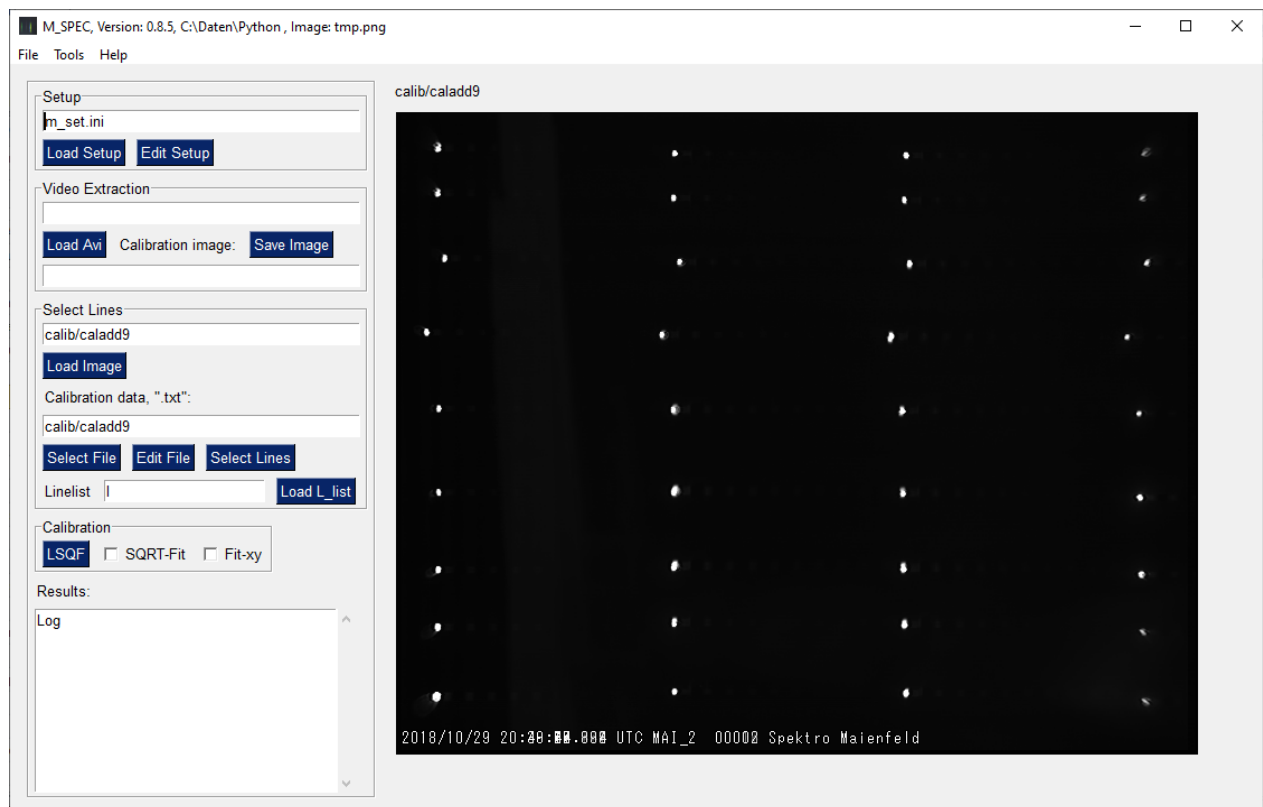 M_SPEC, Version: 0.8.5, C:\Daten\Python , Image: tmp.png
File Tools Help
Setup
m_set.ini
Load Setup Edit Setup
Video Extraction
Load Avi Calibration image: Save Image
Select Lines
calib/caladd9
Load Image
Calibration data, ".txt":
calib/caladd9
Select File Edit File Select Lines
Linelist l Load L_list
Calibration
LSQF SQRT-Fit Fit-xy
Results:
Log
calib/caladd9
2018/10/29 UTC MAI_2 Spektro Maienfeld